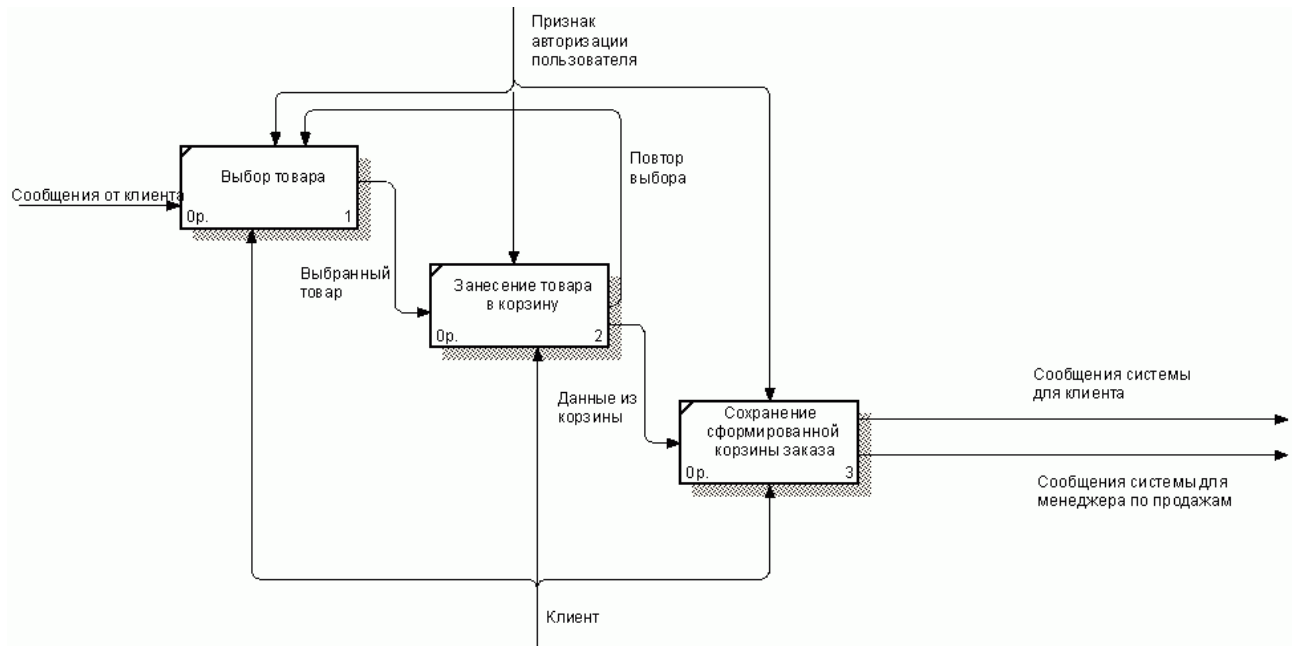 Признак
авторизации
пользователя
Выбор товара
0р.
1
Сообщения от клиента
Повтор
выбора
Выбранный
товар
Занесение товара
в корзину
0р.
2
Данные из
корзины
Сохранение
сформированной
корзины заказа
0р.
3
Сообщения системы
для клиента
Сообщения системы для
менеджера по продажам
Клиент